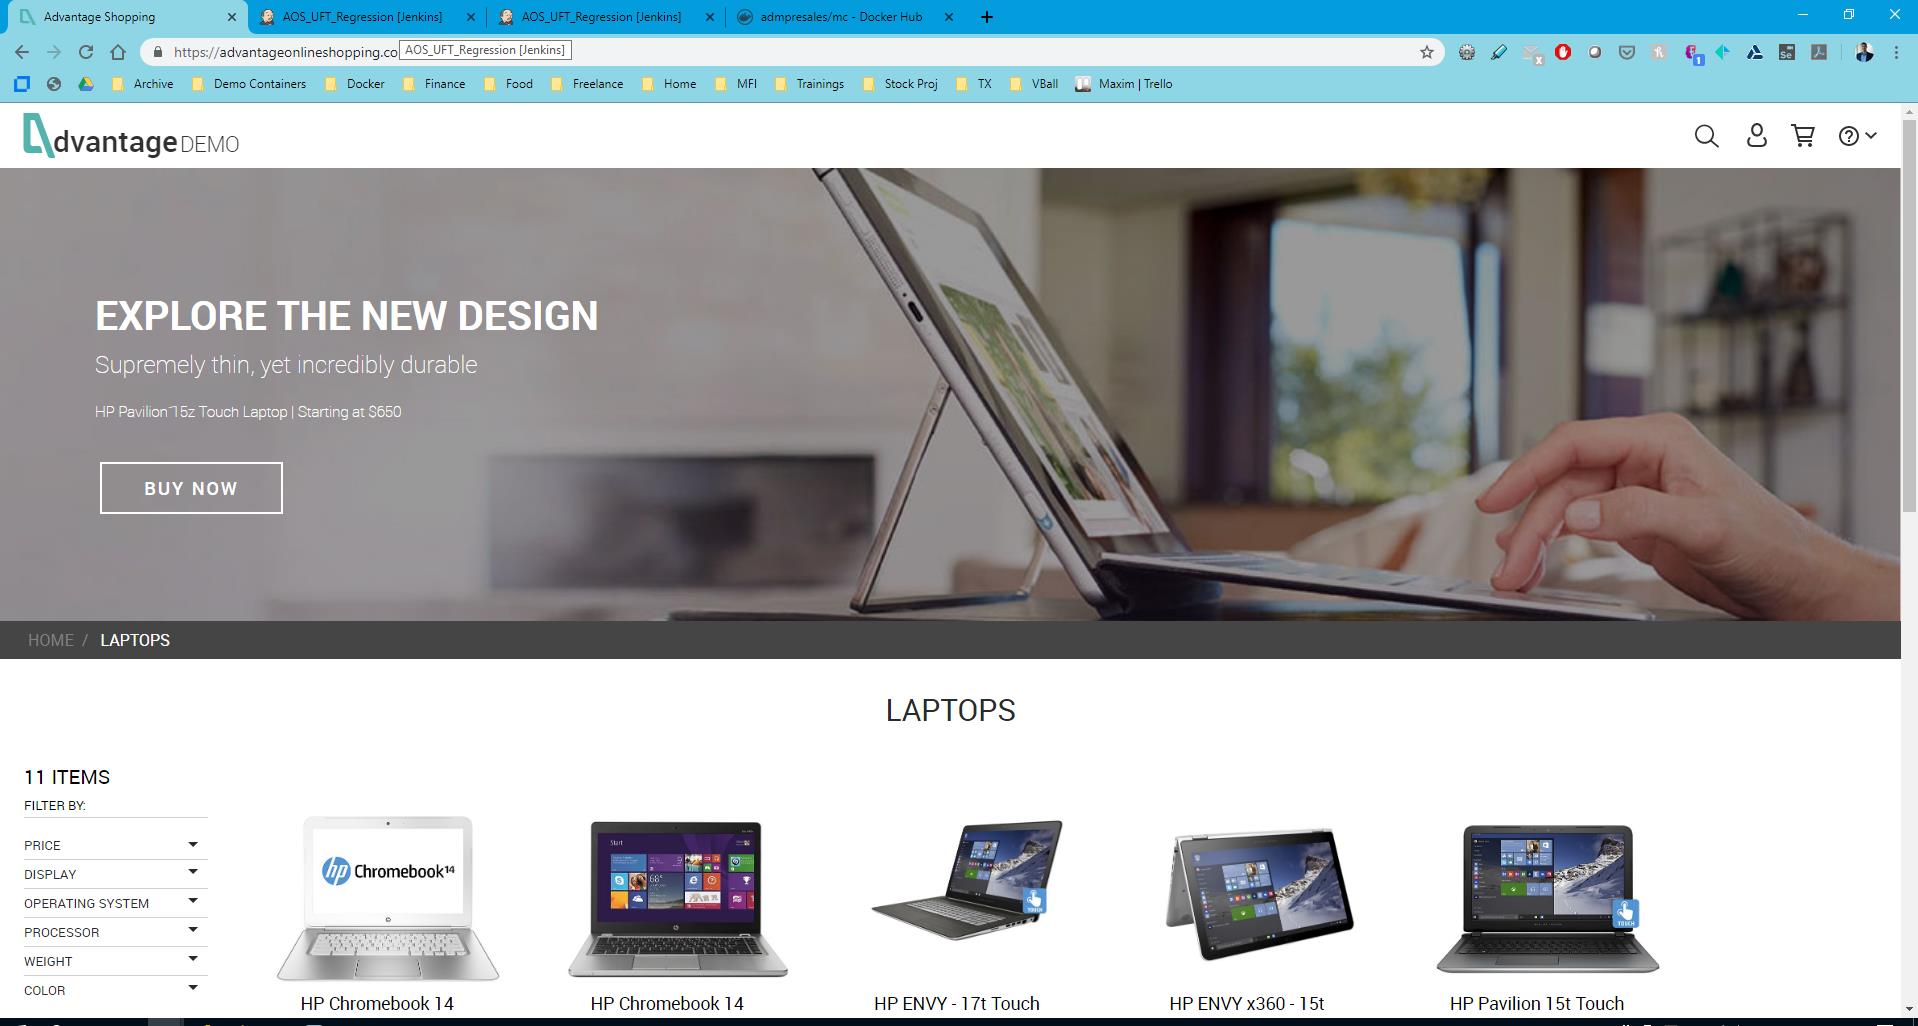 Advantage Shopping
AOS_UFT_Regression [Jenkins]
AOS_UFT_Regression [Jenkins]
admpresales/mc - Docker Hub
https://advantageonlineshopping.co
AOS_UFT_Regression [Jenkins]
Archive
Demo Containers
Docker
Finance
Food
Freelance
Home
MFI
Trainings
Stock Proj
TX
VBall
Maxim | Trello
Advantage DEMO
EXPLORE THE NEW DESIGN
Supremely thin, yet incredibly durable
HP Pavilion 15z Touch Laptop | Starting at $650
BUY NOW
HOME / LAPTOPS
LAPTOPS
11 ITEMS
FILTER BY:
PRICE
DISPLAY
OPERATING SYSTEM
PROCESSOR
WEIGHT
COLOR
hp Chromebook14
Start
TOUCH
TOUCH
HP Chromebook 14
HP Chromebook 14
HP ENVY - 17t Touch
HP ENVY x360 - 15t
HP Pavilion 15t Touch